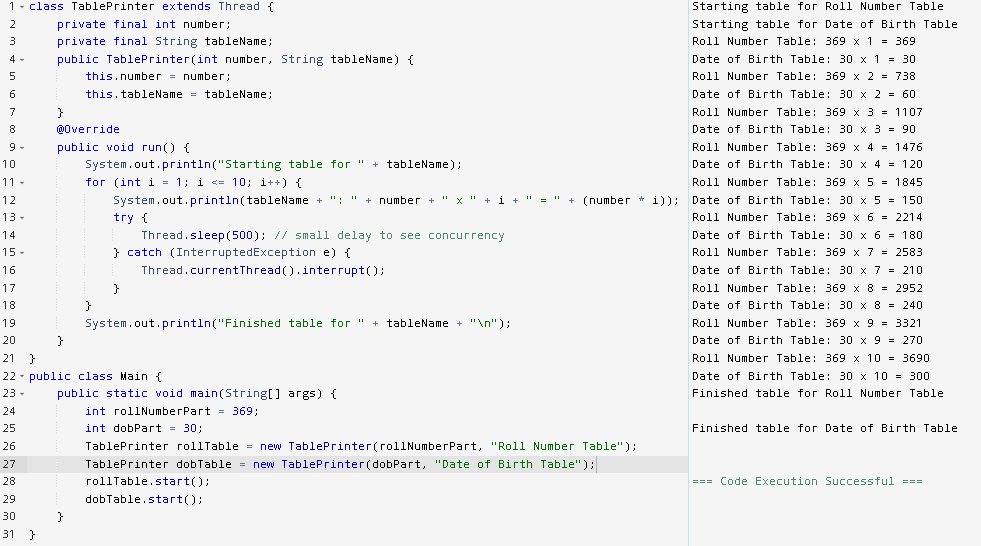 1 class TablePrinter extends Thread {
2 private final int number;
3 private final String tableName;
4 public TablePrinter(int number, String tableName) {
5 this.number = number;
6 this.tableName = tableName;
7 }
8 @Override
9 public void run() {
10 System.out.println("Starting table for " + tableName);
11 for (int i = 1; i <= 10; i++) {
12 System.out.println(tableName + ": " + number + " x " + i + " = " + (number * i));
13 try {
14 Thread.sleep(500); // small delay to see concurrency
15 } catch (InterruptedException e) {
16 Thread.currentThread().interrupt();
17 }
18 }
19 System.out.println("Finished table for " + tableName + "\n");
20 }
21 }
22 public class Main {
23 public static void main(String[] args) {
24 int rollNumberPart = 369;
25 int dobPart = 30;
26 TablePrinter rollTable = new TablePrinter(rollNumberPart, "Roll Number Table");
27 TablePrinter dobTable = new TablePrinter(dobPart, "Date of Birth Table");
28 rollTable.start();
29 dobTable.start();
30 }
31 }
Starting table for Roll Number Table
Starting table for Date of Birth Table
Roll Number Table: 369 x 1 = 369
Date of Birth Table: 30 x 1 = 30
Roll Number Table: 369 x 2 = 738
Date of Birth Table: 30 x 2 = 60
Roll Number Table: 369 x 3 = 1107
Date of Birth Table: 30 x 3 = 90
Roll Number Table: 369 x 4 = 1476
Date of Birth Table: 30 x 4 = 120
Roll Number Table: 369 x 5 = 1845
Date of Birth Table: 30 x 5 = 150
Roll Number Table: 369 x 6 = 2214
Date of Birth Table: 30 x 6 = 180
Roll Number Table: 369 x 7 = 2583
Date of Birth Table: 30 x 7 = 210
Roll Number Table: 369 x 8 = 2952
Date of Birth Table: 30 x 8 = 240
Roll Number Table: 369 x 9 = 3321
Date of Birth Table: 30 x 9 = 270
Roll Number Table: 369 x 10 = 3690
Date of Birth Table: 30 x 10 = 300
Finished table for Roll Number Table
Finished table for Date of Birth Table
=== Code Execution Successful ===